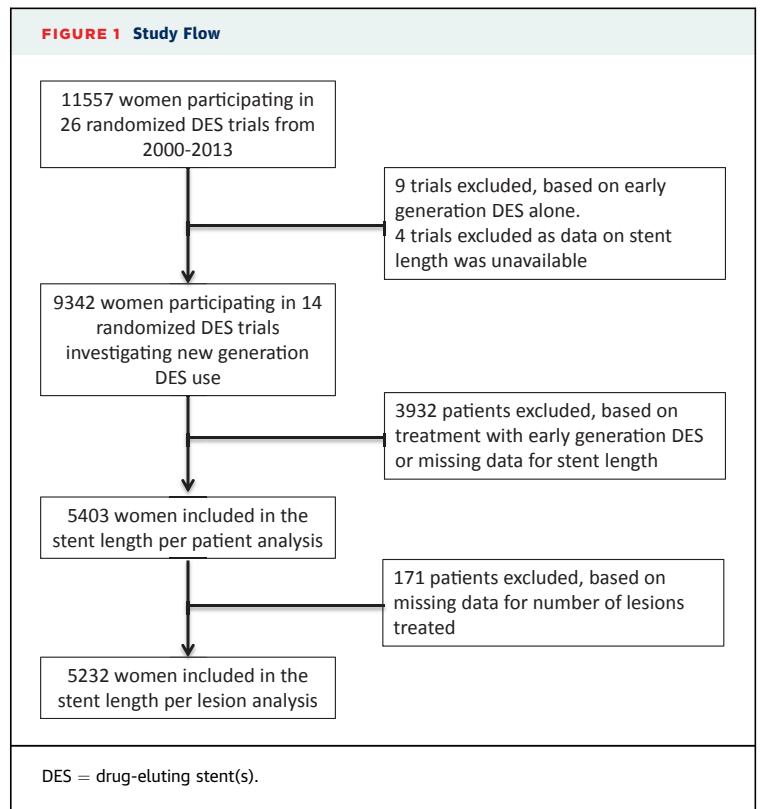 FIGURE 1 Study Flow
11557 women participating in
26 randomized DES trials from
2000-2013
9 trials excluded, based on early
generation DES alone.
4 trials excluded as data on stent
length was unavailable
9342 women participating in 14
randomized DES trials
investigating new generation
DES use
3932 patients excluded, based on
treatment with early generation DES
or missing data for stent length
5403 women included in the
stent length per patient analysis
171 patients excluded, based on
missing data for number of lesions
treated
5232 women included in the
stent length per lesion analysis
DES = drug-eluting stent(s).